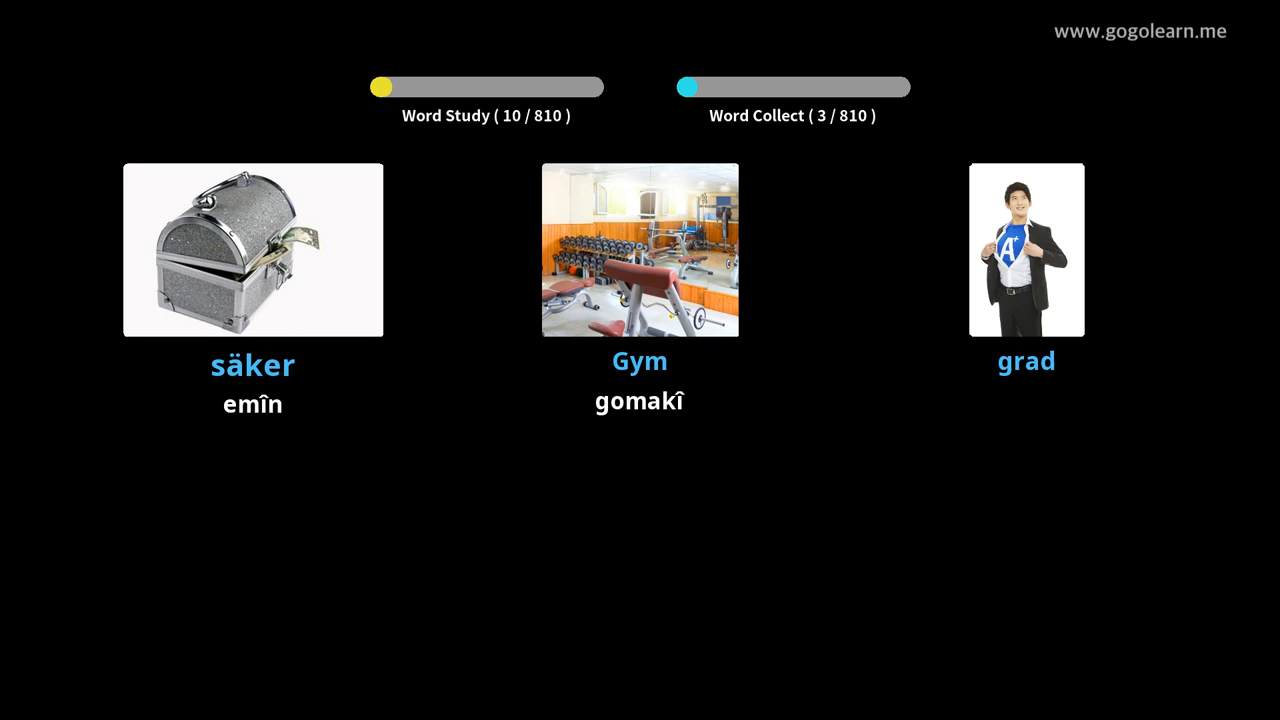 www.gogolearn.me
Word Study ( 10 / 810 )
Word Collect ( 3 / 810 )
A+
säker
Gym
grad
emîn
gomakî